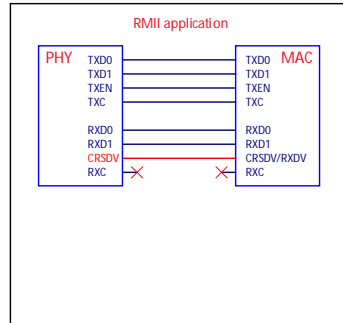 RMII application
PHY
TXD0
TXD1
TXEN
TXC
RXD0
RXD1
CRSDV
RXC
MAC
TXD0
TXD1
TXEN
TXC
RXD0
RXD1
CRSDV/RXDV
RXC